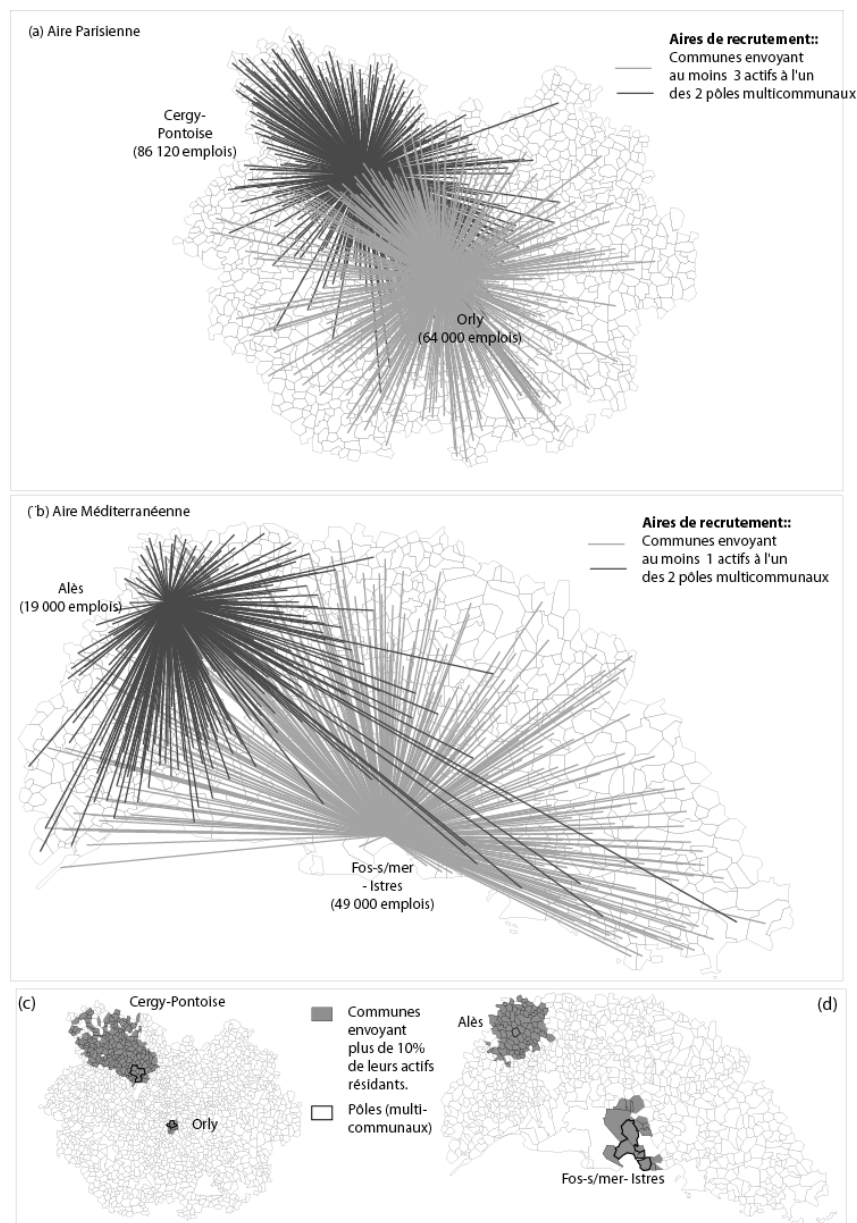 (a) Aire Parisienne
Aires de recrutement::
Communes envoyant
au moins 3 actifs à l'un
des 2 pôles multicommunaux
Cergy-
Pontoise
(86 120 emplois)
Orly
(64 000 emplois)
(¨b) Aire Méditerranéenne
Aires de recrutement::
Communes envoyant
au moins 1 actifs à l'un
des 2 pôles multicommunaux
Alès
(19 000 emplois)
Fos-s/mer
- Istres
(49 000 emplois)
(c)
Cergy-Pontoise
Orly
Communes
envoyant
plus de 10%
de leurs actifs
résidants.
Pôles (multi-
communaux)
(d)
Alès
Fos-s/mer- Istres